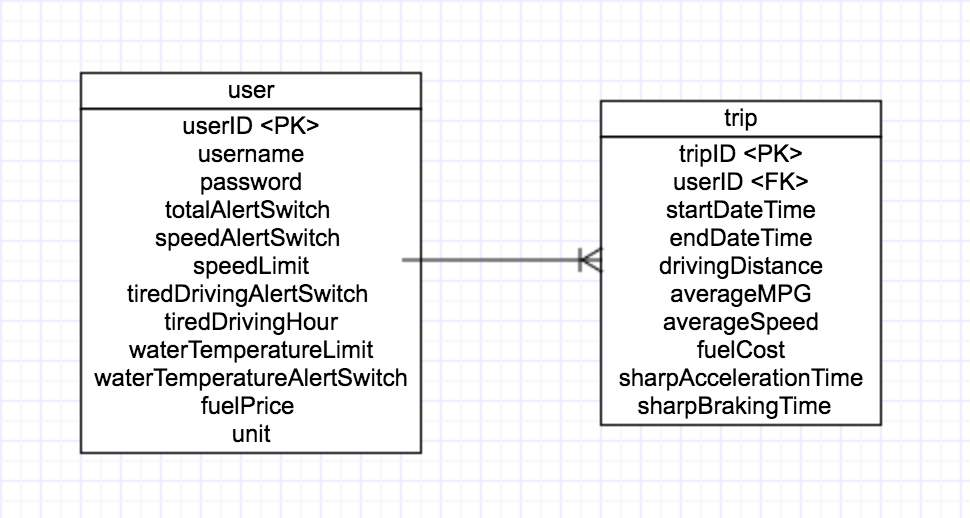 user
userID <PK>
username
password
totalAlertSwitch
speedAlertSwitch
speedLimit
tiredDrivingAlertSwitch
tiredDrivingHour
waterTemperatureLimit
waterTemperatureAlertSwitch
fuelPrice
unit
trip
tripID <PK>
userID <FK>
startDateTime
endDateTime
drivingDistance
averageMPG
averageSpeed
fuelCost
sharpAccelerationTime
sharpBrakingTime